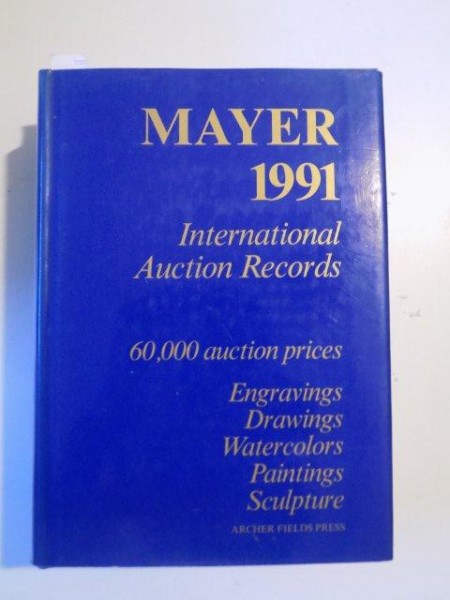 MAYER
1991
International
Auction Records
60,000 auction prices
Engravings
Drawings
Watercolors
Paintings
Sculpture
ARCHER FIELDS PRESS